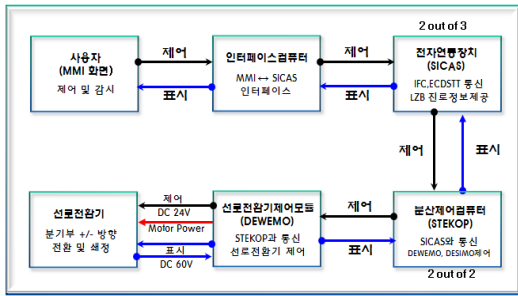 2 out of 3
사용자
(MMI 화면)
제어 및 감시
제어
표시
인터페이스컴퓨터
MMI ↔ SICAS
인터페이스
제어
표시
전자연동장치
(SICAS)
IFC,ECDSTT 통신
LZB 진로정보제공
제어
표시
선로전환기
분기부 +/- 방향
전환 및 쇄정
제어
DC 24V
Motor Power
표시
DC 60V
선로전환기제어모듈
(DEWEMO)
STEKOP과 통신
선로전환기 제어
제어
표시
분산제어컴퓨터
(STEKOP)
SICAS와 통신
DEWEMO, DESIMO제어
2 out of 2